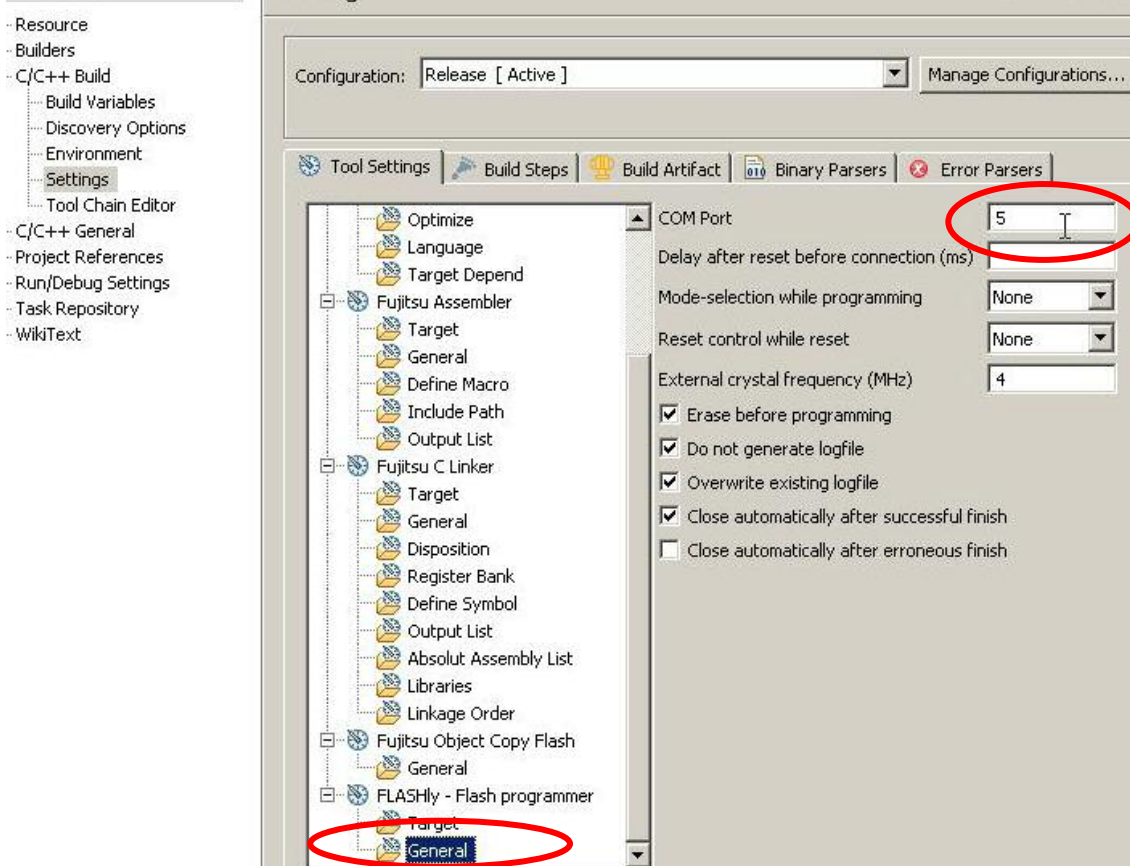 Resource
Builders
C/C++ Build
Build Variables
Discovery Options
Environment
Settings
Tool Chain Editor
C/C++ General
Project References
Run/Debug Settings
Task Repository
WikiText
Configuration:
Release [ Active ]
Manage Configurations...
Tool Settings
Build Steps
Build Artifact
Binary Parsers
Error Parsers
Optimize
Language
Target Depend
Fujitsu Assembler
Target
General
Define Macro
Include Path
Output List
Fujitsu C Linker
Target
General
Disposition
Register Bank
Define Symbol
Output List
Absolut Assembly List
Libraries
Linkage Order
Fujitsu Object Copy Flash
General
FLASHly - Flash programmer
Target
General
COM Port
5
Delay after reset before connection (ms)
Mode-selection while programming
None
Reset control while reset
None
External crystal frequency (MHz)
4
Erase before programming
Do not generate logfile
Overwrite existing logfile
Close automatically after successful finish
Close automatically after erroneous finish